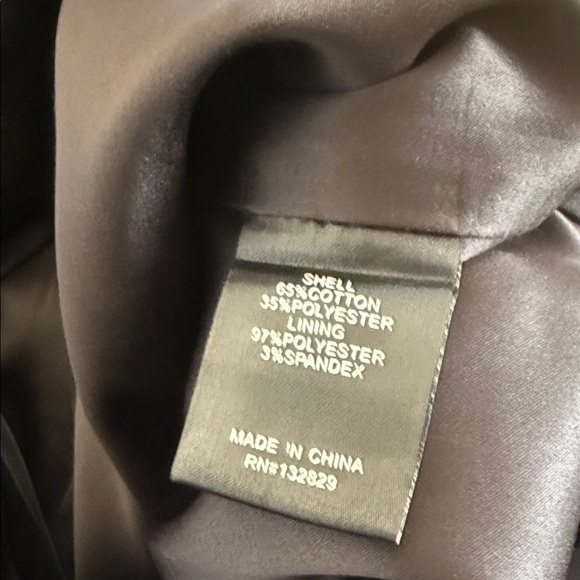 SHELL
65%COTTON
35%POLYESTER
LINING
97%POLYESTER
3%SPANDEX
MADE IN CHINA
RN#132829